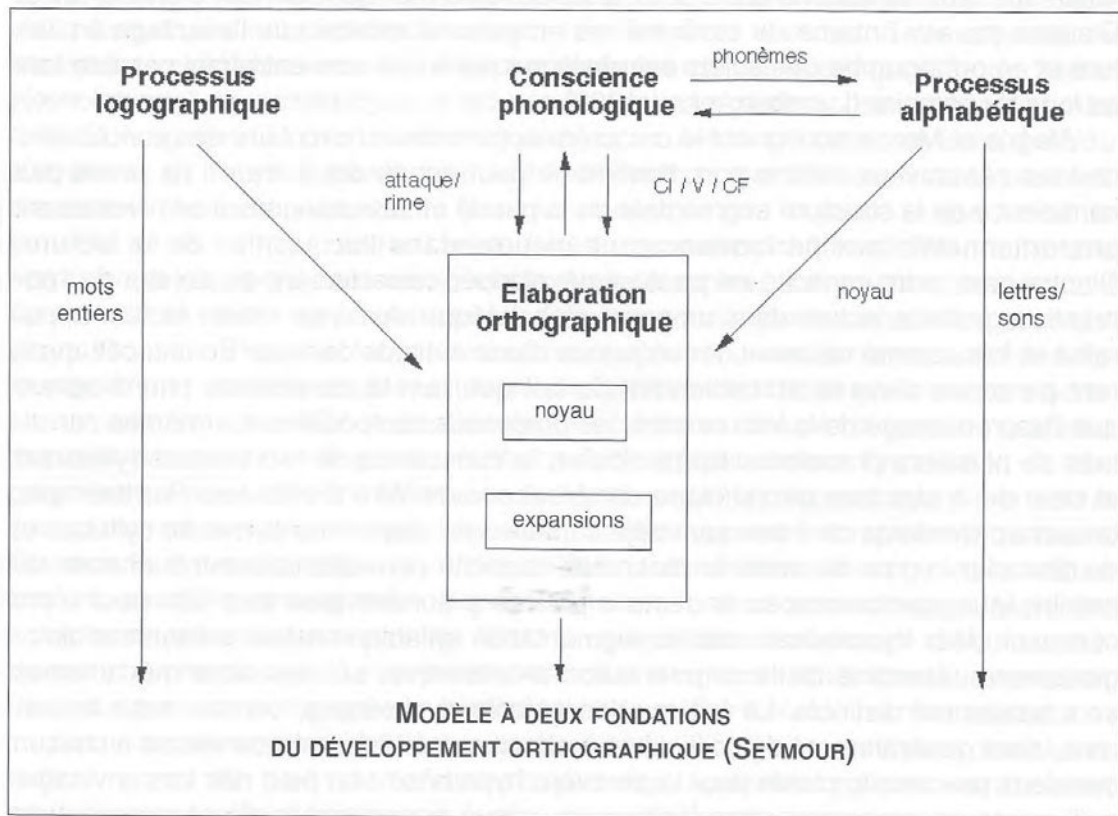 phonèmes
Processus
logographique
Conscience
phonologique
Processus
alphabétique
attaque/
rime
CI / V / CF
mots
entiers
Elaboration
orthographique
noyau
lettres/
sons
noyau
expansions
MODÈLE À DEUX FONDATIONS
DU DÉVELOPPEMENT ORTHOGRAPHIQUE (SEYMOUR)